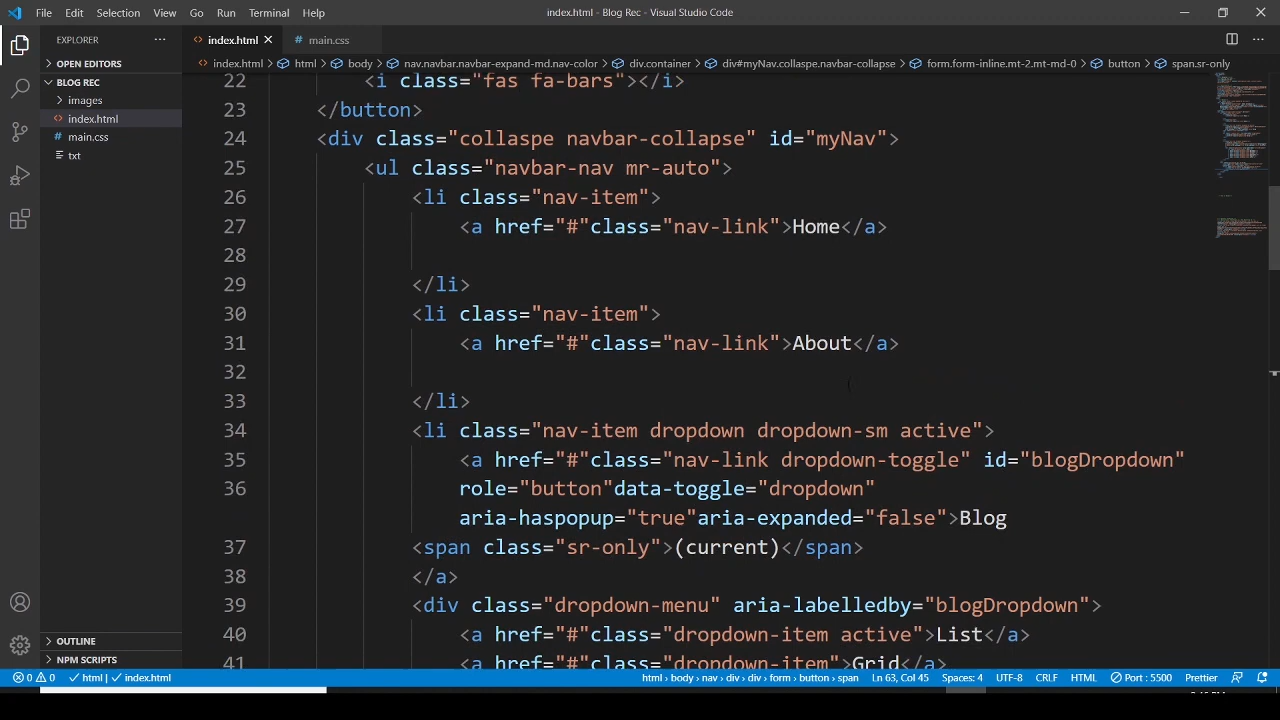 File Edit Selection View Go Run Terminal Help index.html - Blog Rec - Visual Studio Code
EXPLORER ··· index.html main.css
OPEN EDITORS index.html html body nav.navbar.navbar-expand-md.nav-color div.container div#myNav.collaspe.navbar-collapse form.form-inline.mt-2.mt-md-0 button span.sr-only
BLOG REC
images
index.html
main.css
txt
22 <i class="fas fa-bars"></i>
23 </button>
24 <div class="collaspe navbar-collapse" id="myNav">
25 <ul class="navbar-nav mr-auto">
26 <li class="nav-item">
27 <a href="#"class="nav-link">Home</a>
28
29 </li>
30 <li class="nav-item">
31 <a href="#"class="nav-link">About</a>
32
33 </li>
34 <li class="nav-item dropdown dropdown-sm active">
35 <a href="#"class="nav-link dropdown-toggle" id="blogDropdown"
36 role="button"data-toggle="dropdown"
aria-haspopup="true"aria-expanded="false">Blog
37 <span class="sr-only">(current)</span>
38 </a>
39 <div class="dropdown-menu" aria-labelledby="blogDropdown">
40 <a href="#"class="dropdown-item active">List</a>
41 <a href="#"class="dropdown-item">Grid</a>
OUTLINE
NPM SCRIPTS
0 0 html | index.html html › body › nav › div › div › form › button › span Ln 63, Col 45 Spaces: 4 UTF-8 CRLF HTML Port : 5500 Prettier